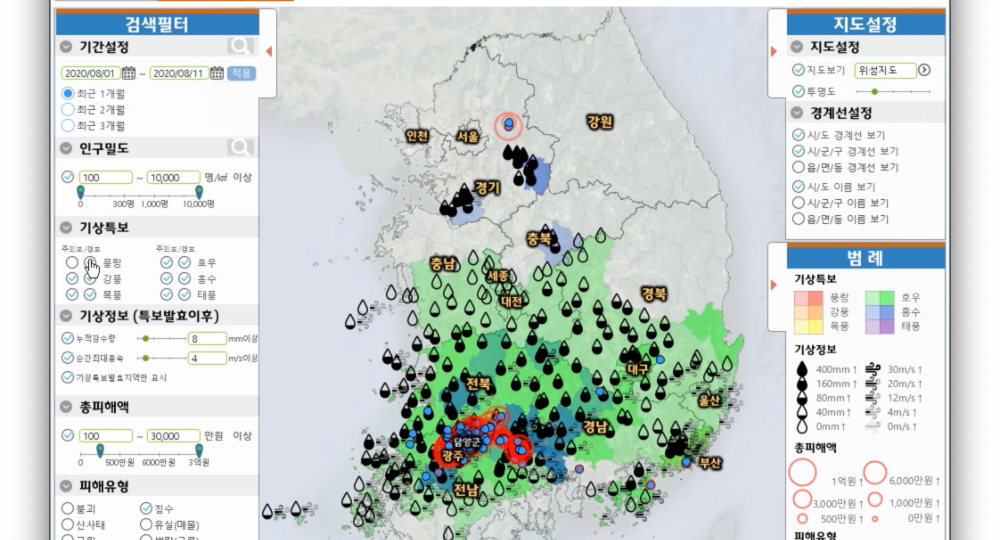 검색필터
기간설정
2020/08/01 ~ 2020/08/11 적용
최근 1개월
최근 2개월
최근 3개월
인구밀도
100 ~ 10,000 명/㎢ 이상
0 300명 1,000명 10,000명
기상특보
주의보/경보 주의보/경보
풍랑 호우
강풍 홍수
폭풍 태풍
기상정보 (특보발효이후)
누적강수량 8 mm이상
순간최대풍속 4 m/s이상
기상특보발효지역만 표시
총피해액
100 ~ 30,000 만원 이상
0 500만원 6000만원 3억원
피해유형
붕괴 침수
산사태 유실(매몰)
강원
인천 서울
경기
충북
충남
세종
대전
경북
대구
전북
울산
경남
담양군
광주
부산
전남
지도설정
지도설정
지도보기 위성지도
투명도
경계선설정
시/도 경계선 보기
시/군/구 경계선 보기
읍/면/동 경계선 보기
시/도 이름 보기
시/군/구 이름 보기
읍/면/동 이름 보기
범 례
기상특보
풍랑 호우
강풍 홍수
폭풍 태풍
기상정보
400mm↑ 30m/s↑
160mm↑ 20m/s↑
80mm↑ 12m/s↑
40mm↑ 4m/s↑
0mm↑ 0m/s↑
총피해액
1억원↑ 6,000만원↑
3,000만원↑ 1,000만원↑
500만원↑ 0만원↑
피해유형